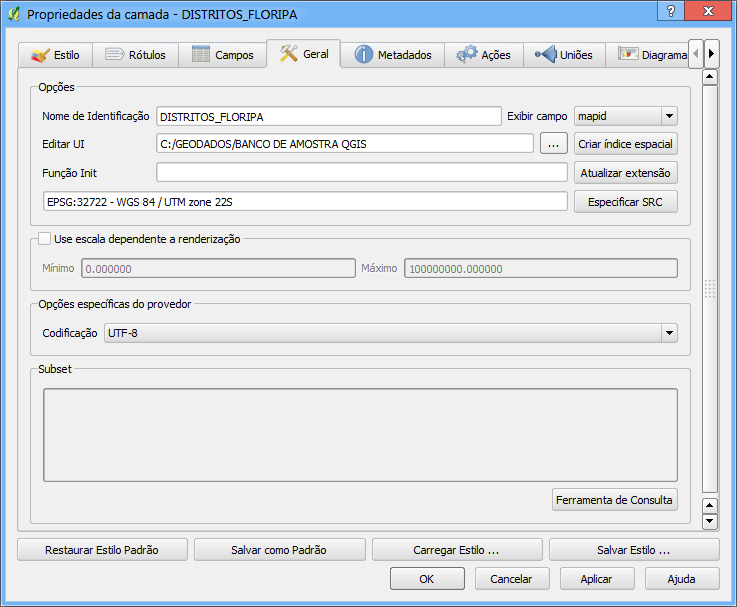 Propriedades da camada - DISTRITOS_FLORIPA
Estilo Rótulos Campos Geral Metadados Ações Uniões Diagrama
Opções
Nome de Identificação DISTRITOS_FLORIPA Exibir campo mapid
Editar UI C:/GEODADOS/BANCO DE AMOSTRA QGIS ... Criar índice espacial
Função Init Atualizar extensão
EPSG:32722 - WGS 84 / UTM zone 22S Especificar SRC
Use escala dependente a renderização
Mínimo 0.000000 Máximo 100000000.000000
Opções específicas do provedor
Codificação UTF-8
Subset
Ferramenta de Consulta
Restaurar Estilo Padrão Salvar como Padrão Carregar Estilo ... Salvar Estilo ...
OK Cancelar Aplicar Ajuda